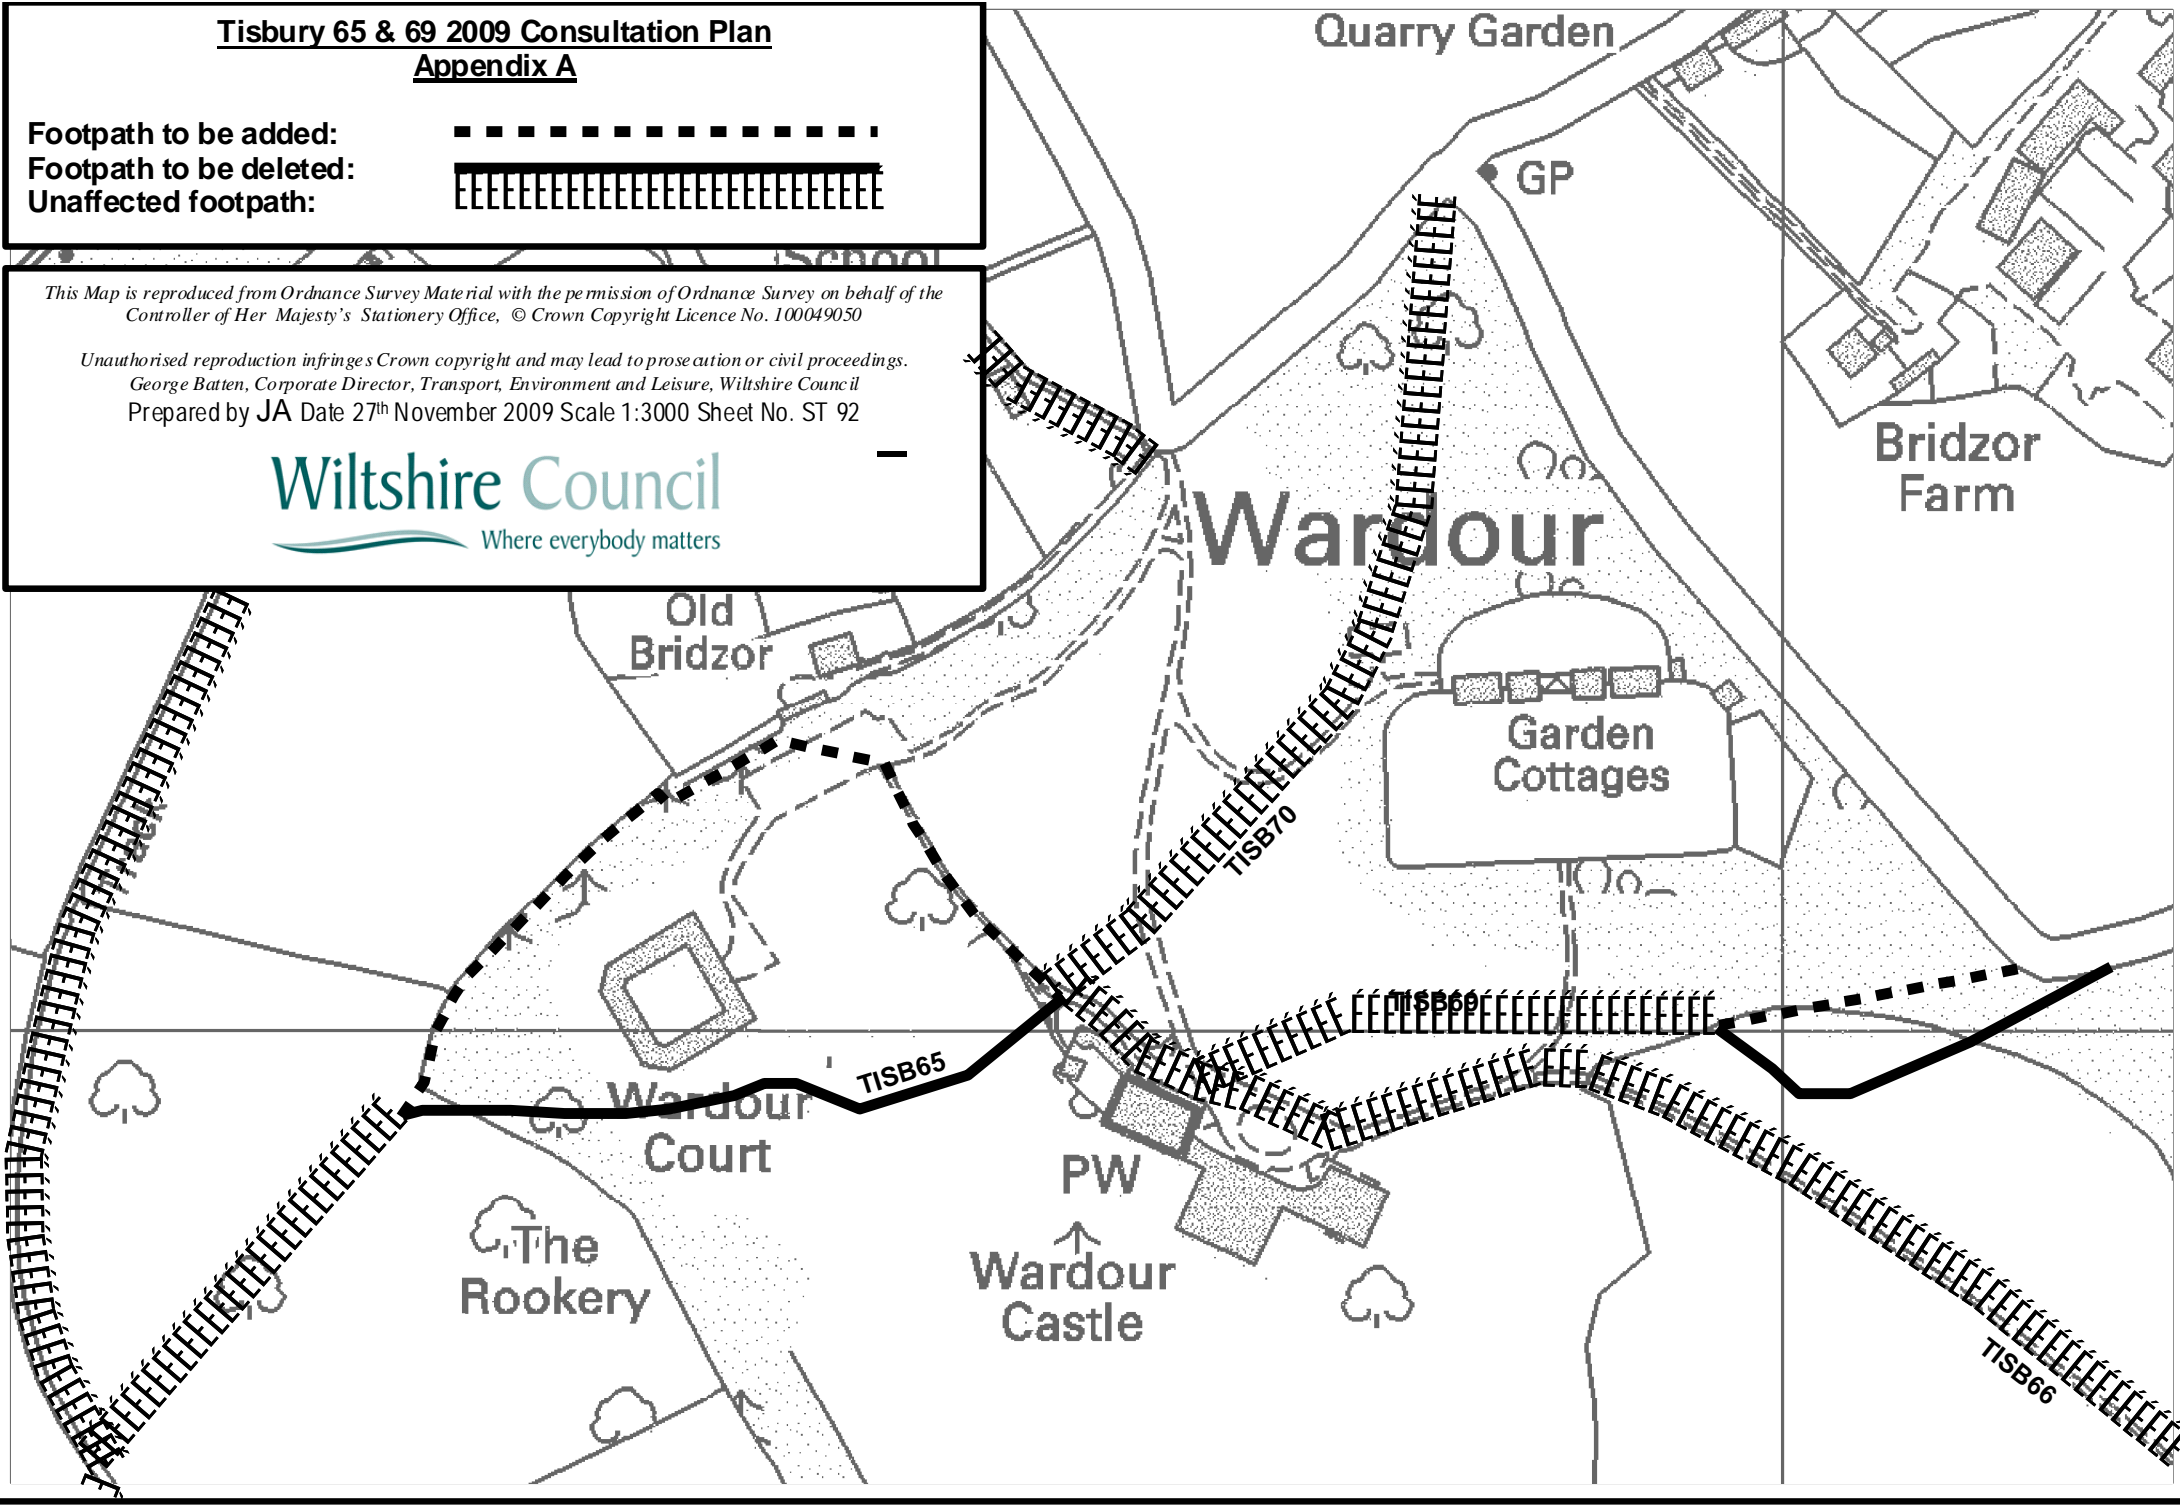 Tisbury 65 & 69 2009 Consultation Plan
Appendix A
Footpath to be added:
Footpath to be deleted:
Unaffected footpath:
School
This Map is reproduced from Ordnance Survey Material with the permission of Ordnance Survey on behalf of the
Controller of Her Majesty's Stationery Office, © Crown Copyright Licence No. 100049050
Unauthorised reproduction infringes Crown copyright and may lead to prosecution or civil proceedings.
George Batten, Corporate Director, Transport, Environment and Leisure, Wiltshire Council
Prepared by JA Date 27th November 2009 Scale 1:3000 Sheet No. ST 92
Wiltshire Council
Where everybody matters
Quarry Garden
GP
Bridzor
Farm
Wardour
Old
Bridzor
Garden
Cottages
TISB70
TISB69
TISB65
Wardour
Court
PW
The
Rookery
Wardour
Castle
TISB66